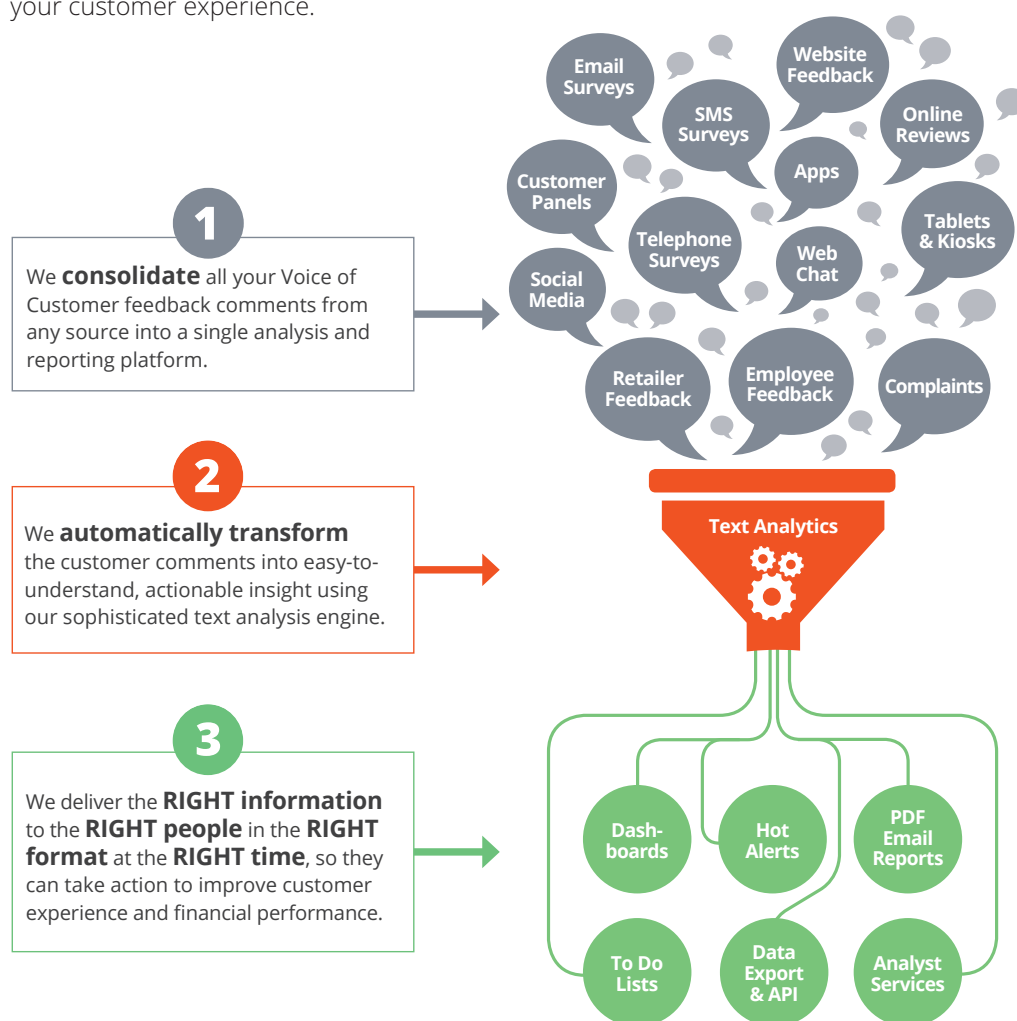 your customer experience.
1
We consolidate all your Voice of
Customer feedback comments from
any source into a single analysis and
reporting platform.
Email
Surveys
Website
Feedback
SMS
Surveys
Online
Reviews
Apps
Customer
Panels
Tablets
& Kiosks
Telephone
Surveys
Web
Chat
Social
Media
Retailer
Feedback
Employee
Feedback
Complaints
2
We automatically transform
the customer comments into easy-to-
understand, actionable insight using
our sophisticated text analysis engine.
Text Analytics
3
We deliver the RIGHT information
to the RIGHT people in the RIGHT
format at the RIGHT time, so they
can take action to improve customer
experience and financial performance.
Dash-
boards
Hot
Alerts
PDF
Email
Reports
To Do
Lists
Data
Export
& API
Analyst
Services